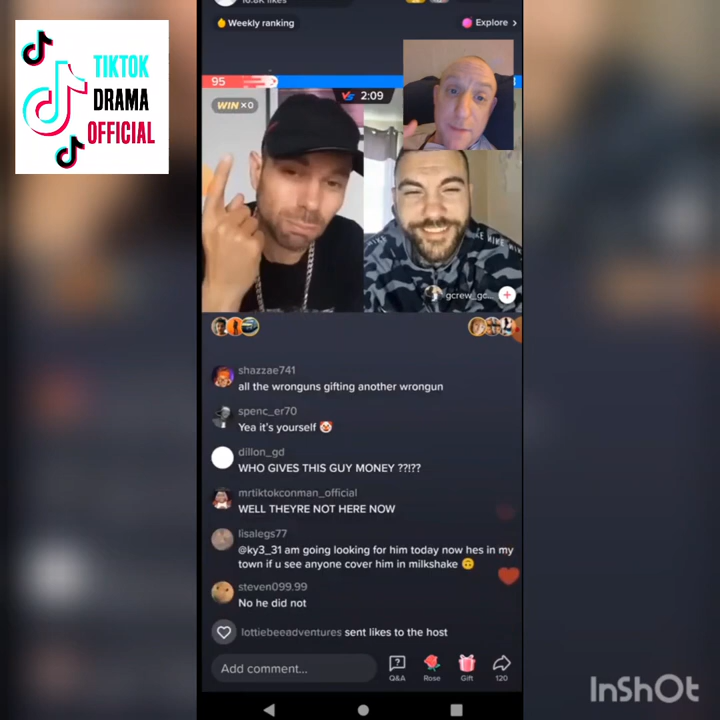 TIKTOK
DRAMA
OFFICIAL
Weekly ranking
Explore >
95
WIN ×0
VS 2:09
gcrew_gc...
shazzae741
all the wronguns gifting another wrongun
spenc_er70
Yea it's yourself 🤡
dillon_gd
WHO GIVES THIS GUY MONEY ??!??
mrtiktokconman_official
WELL THEYRE NOT HERE NOW
lisalegs77
@ky3_31 am going looking for him today now hes in my
town if u see anyone cover him in milkshake 🙃
steven099.99
No he did not
lottiebeeadventures sent likes to the host
Add comment...
Q&A
Rose
Gift
120
InShOt